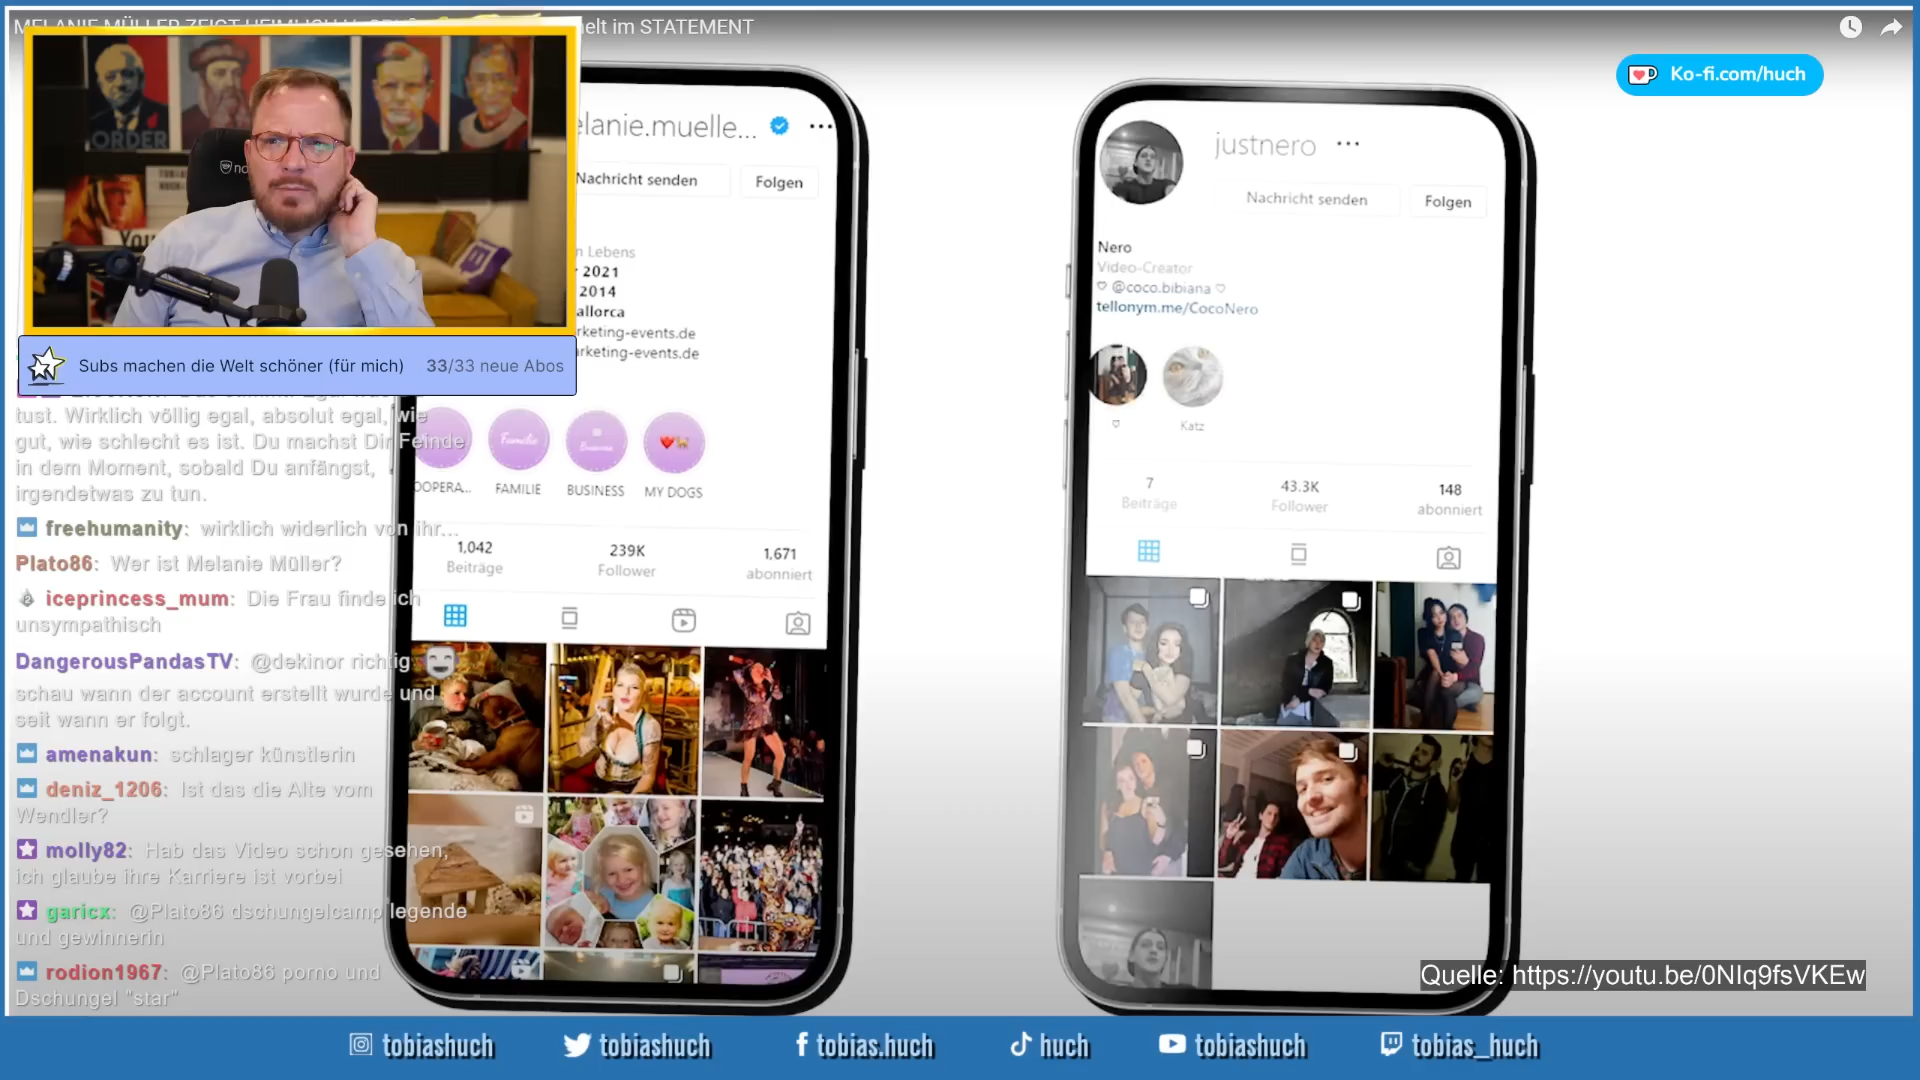 elt im STATEMENT
Ko-fi.com/huch
ORDER
Subs machen die Welt schöner (für mich) 33/33 neue Abos
tust. Wirklich völlig egal, absolut egal, wie
gut, wie schlecht es ist. Du machst Dir Feinde
in dem Moment, sobald Du anfängst,
irgendetwas zu tun.
freehumanity: wirklich widerlich von ihr...
Plato86: Wer ist Melanie Müller?
iceprincess_mum: Die Frau finde ich
unsympathisch
DangerousPandasTV: @dekinor richtig
schau wann der account erstellt wurde und
seit wann er folgt.
amenakun: schlager künstlerin
deniz_1206: Ist das die Alte vom
Wendler?
molly82: Hab das Video schon gesehen,
ich glaube ihre Karriere ist vorbei
garicx: @Plato86 dschungelcamp legende
und gewinnerin
rodion1967: @Plato86 porno und
Dschungel "star"
elanie.muelle...
Nachricht senden Folgen
n Lebens
2021
2014
allorca
rketing-events.de
rketing-events.de
Familie
Business
OOPERA... FAMILIE BUSINESS MY DOGS
1,042 239K 1,671
Beiträge Follower abonniert
justnero
Nachricht senden Folgen
Nero
Video-Creator
@coco.bibiana
tellonym.me/CocoNero
Katz
7 43.3K 148
Beiträge Follower abonniert
Quelle: https://youtu.be/0NIq9fsVKEw
tobiashuch tobiashuch tobias.huch huch tobiashuch tobias_huch